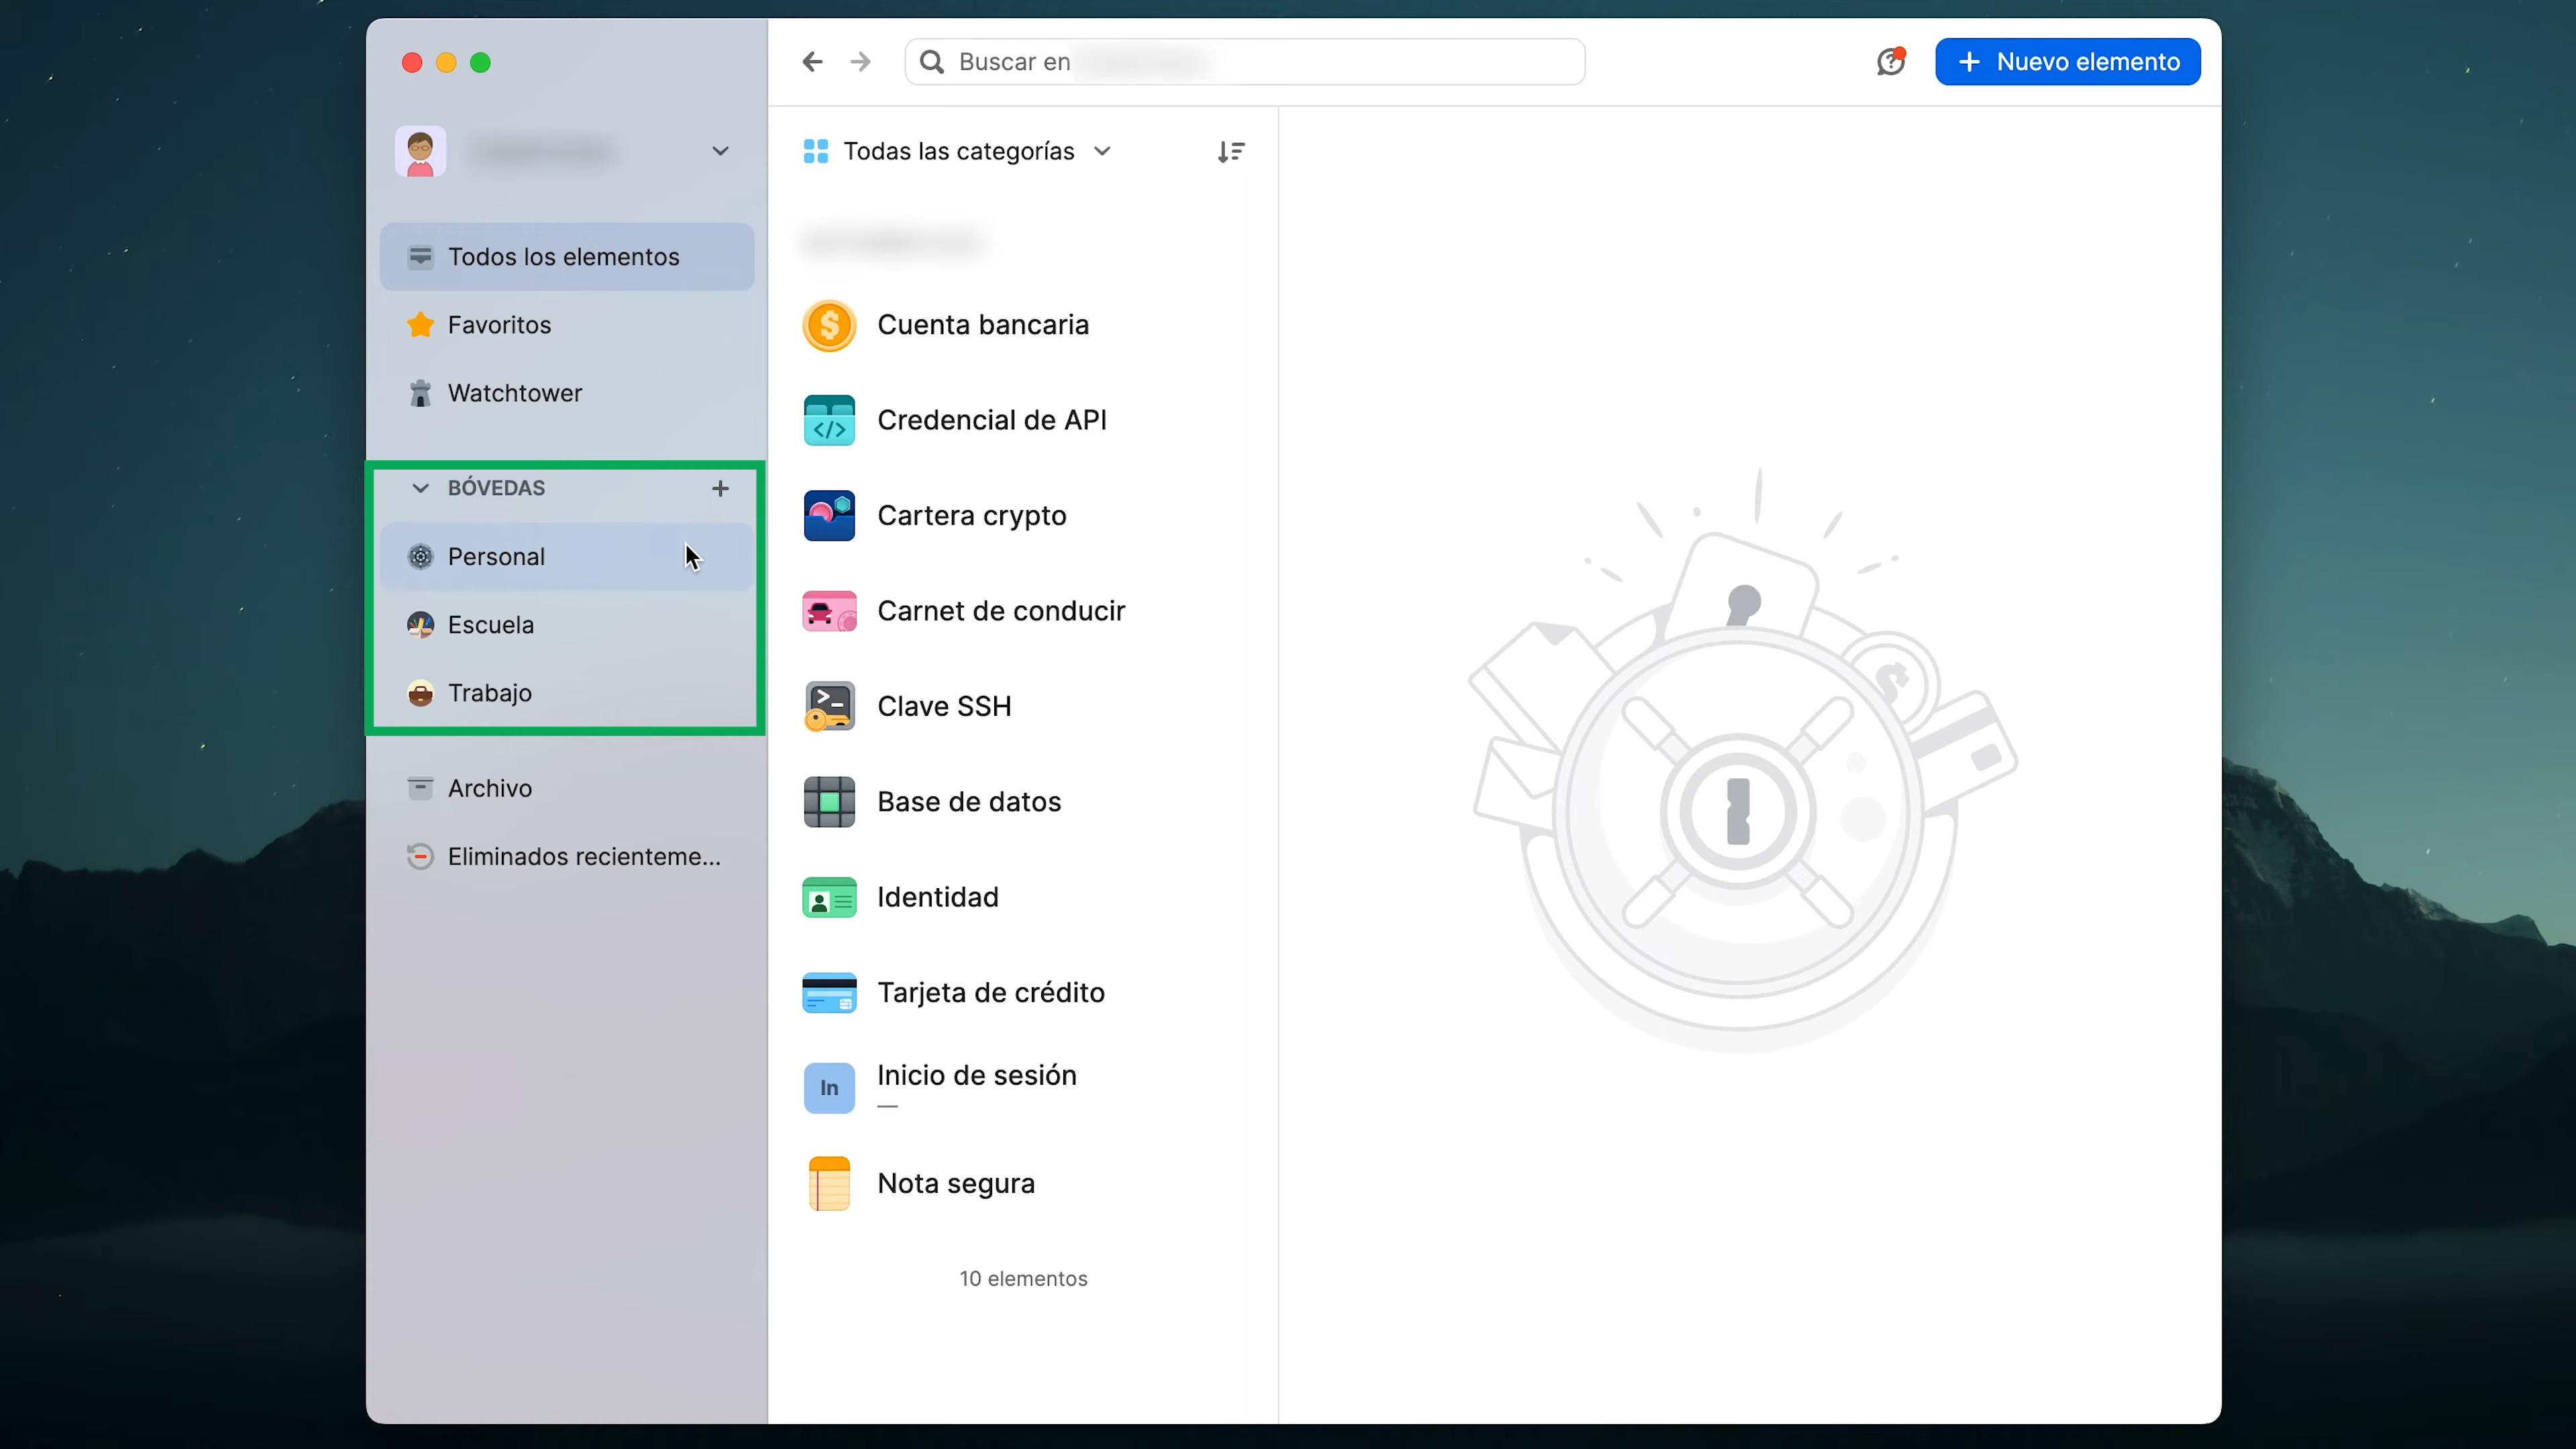 Buscar en
Nuevo elemento
Todos los elementos
Favoritos
Watchtower
BÓVEDAS
Personal
Escuela
Trabajo
Archivo
Eliminados recienteme...
Todas las categorías
Cuenta bancaria
Credencial de API
Cartera crypto
Carnet de conducir
Clave SSH
Base de datos
Identidad
Tarjeta de crédito
In
Inicio de sesión
—
Nota segura
10 elementos